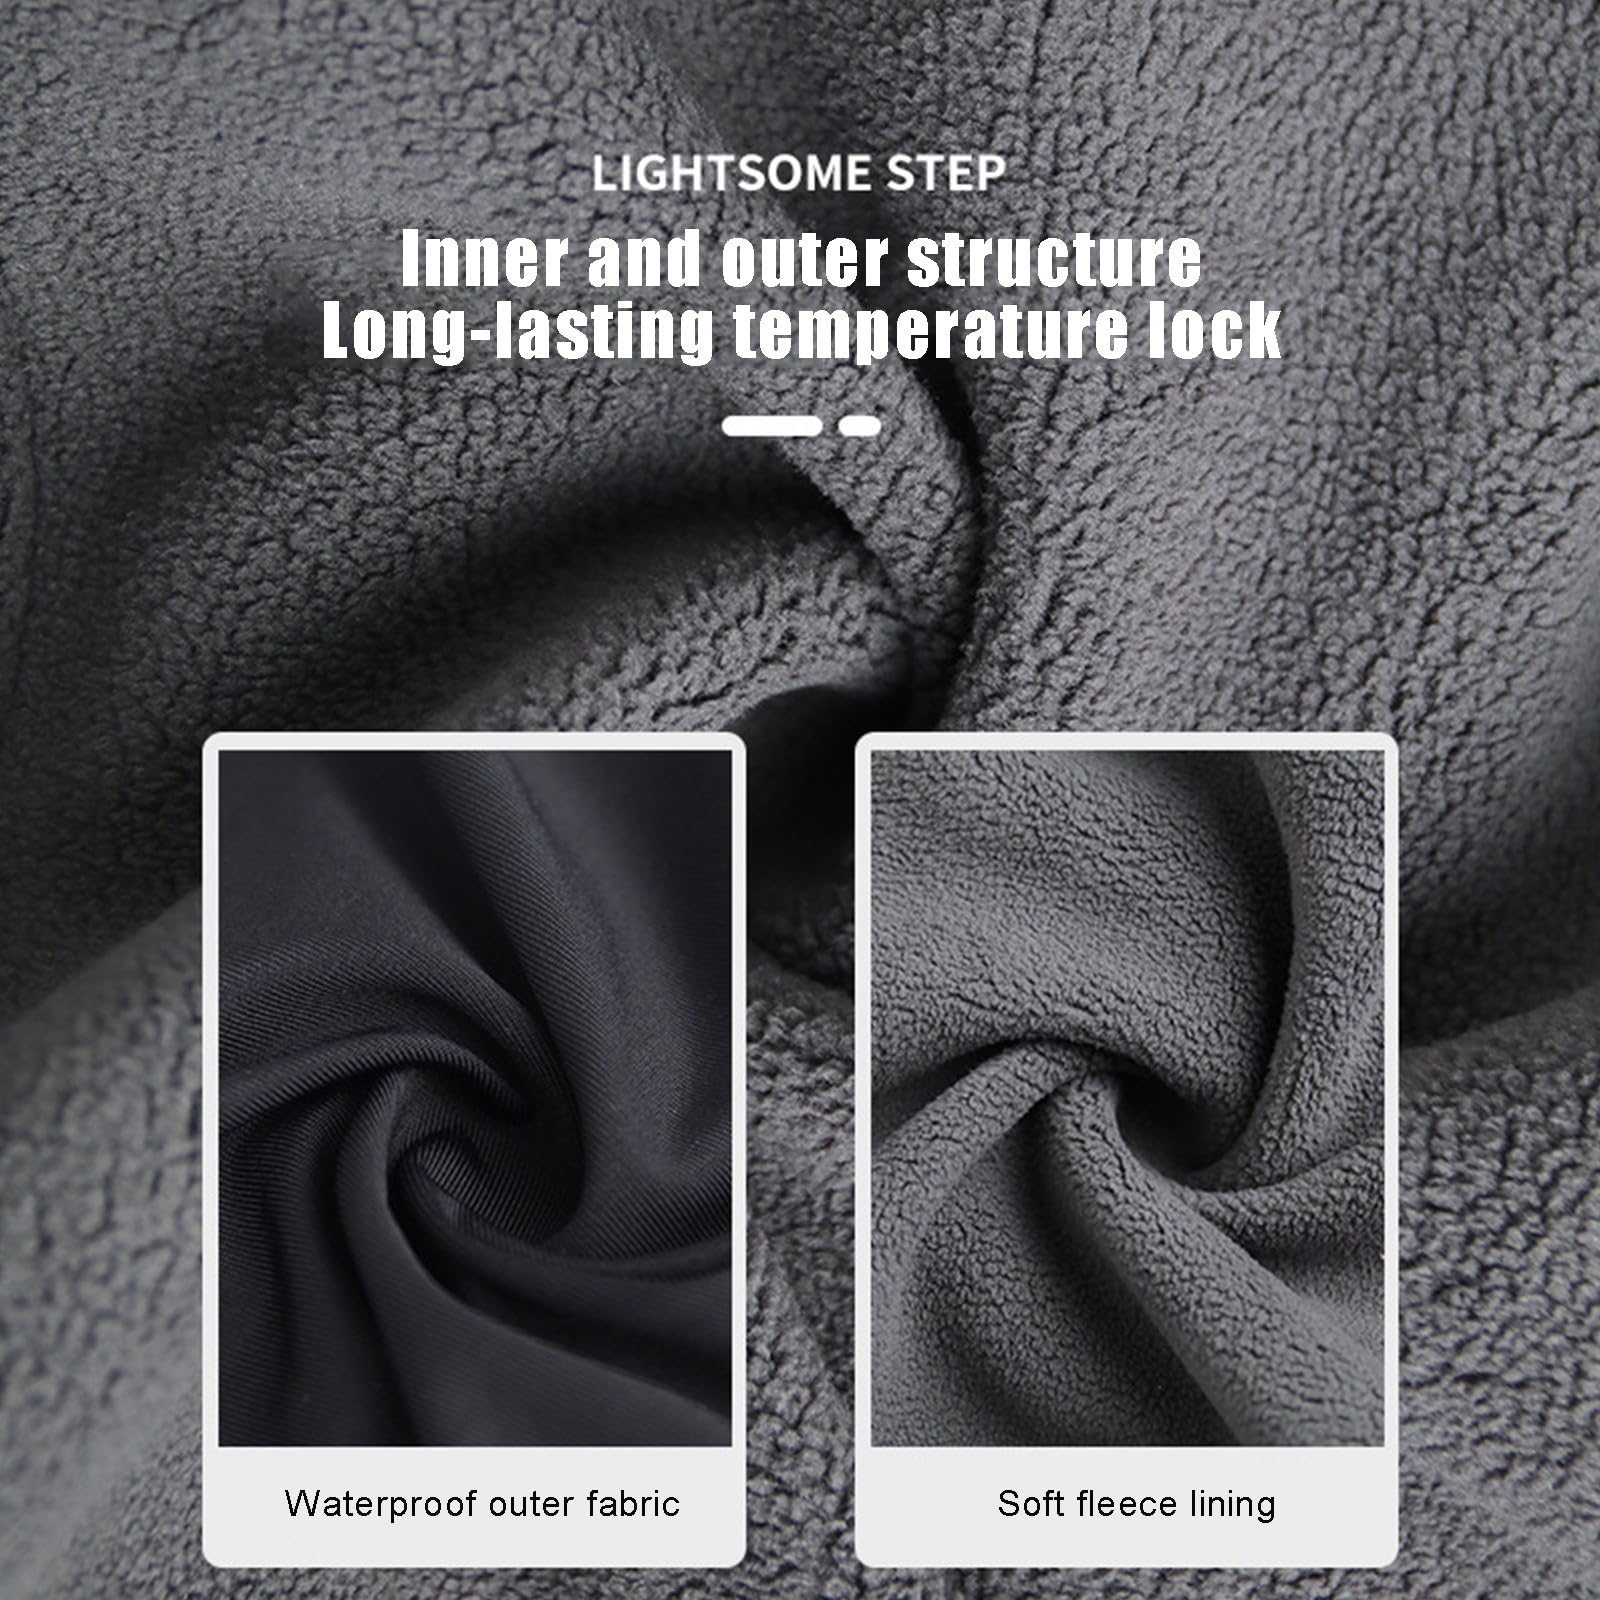 LIGHTSOME STEP
Inner and outer structure
Long-lasting temperature lock
Waterproof outer fabric
Soft fleece lining